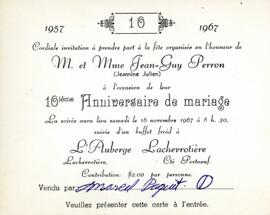 1957 10 1967
Cordiale invitation à prendre part à la fête organisée en l'honneur de
M. et Mme Jean-Guy Perron
(Jeannine Julien)
à l'occasion de leur
10ième Anniversaire de mariage
La soirée aura lieu samedi le 18 novembre 1967 à 8 h. 30,
suivie d'un buffet froid à
L'Auberge Lachevrotière
Lachevrotière, Cté Portneuf.
Contribution: $2.00 par personne.
Vendu par Marcel Paquet
Veuillez présenter cette carte à l'entrée.